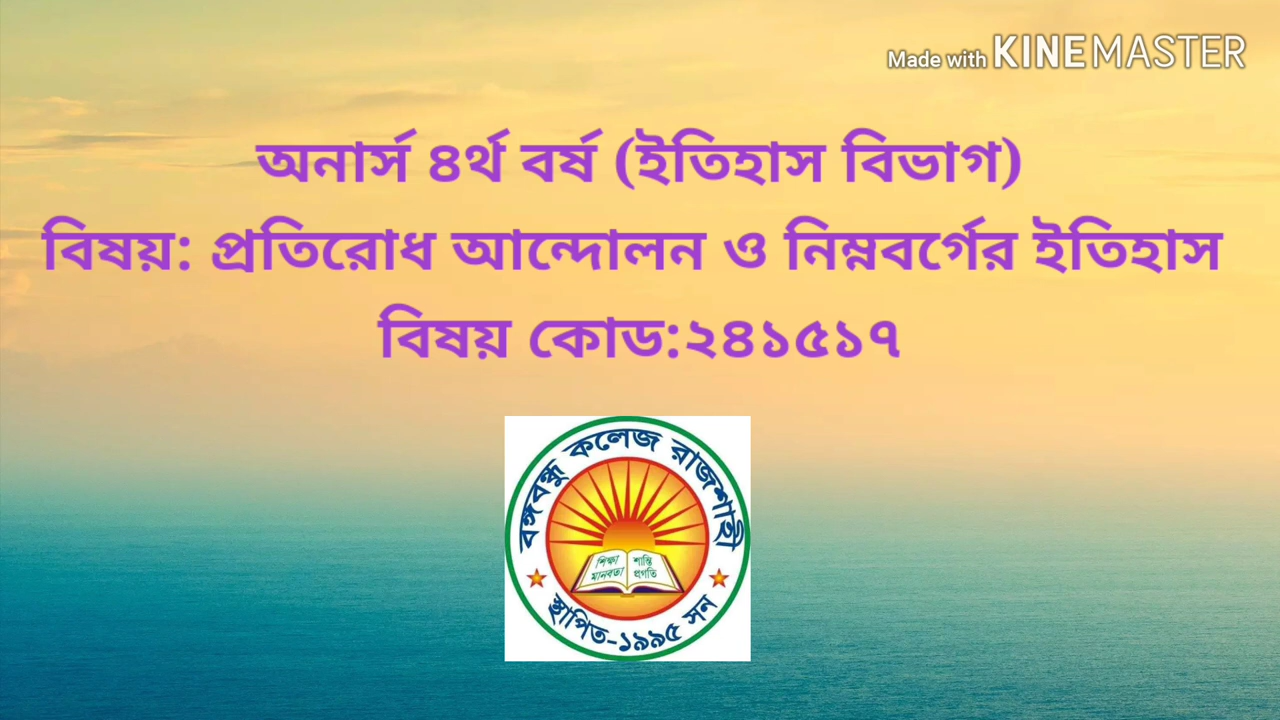 Made with KINEMASTER
অনার্স ৪র্থ বর্ষ (ইতিহাস বিভাগ)
বিষয়: প্রতিরোধ আন্দোলন ও নিম্নবর্গের ইতিহাস
বিষয় কোড:২৪১৫১৭
বঙ্গবন্ধু কলেজ রাজশাহী
শিক্ষা শান্তি
মানবতা প্রগতি
স্থাপিত-১৯৯৫ সন